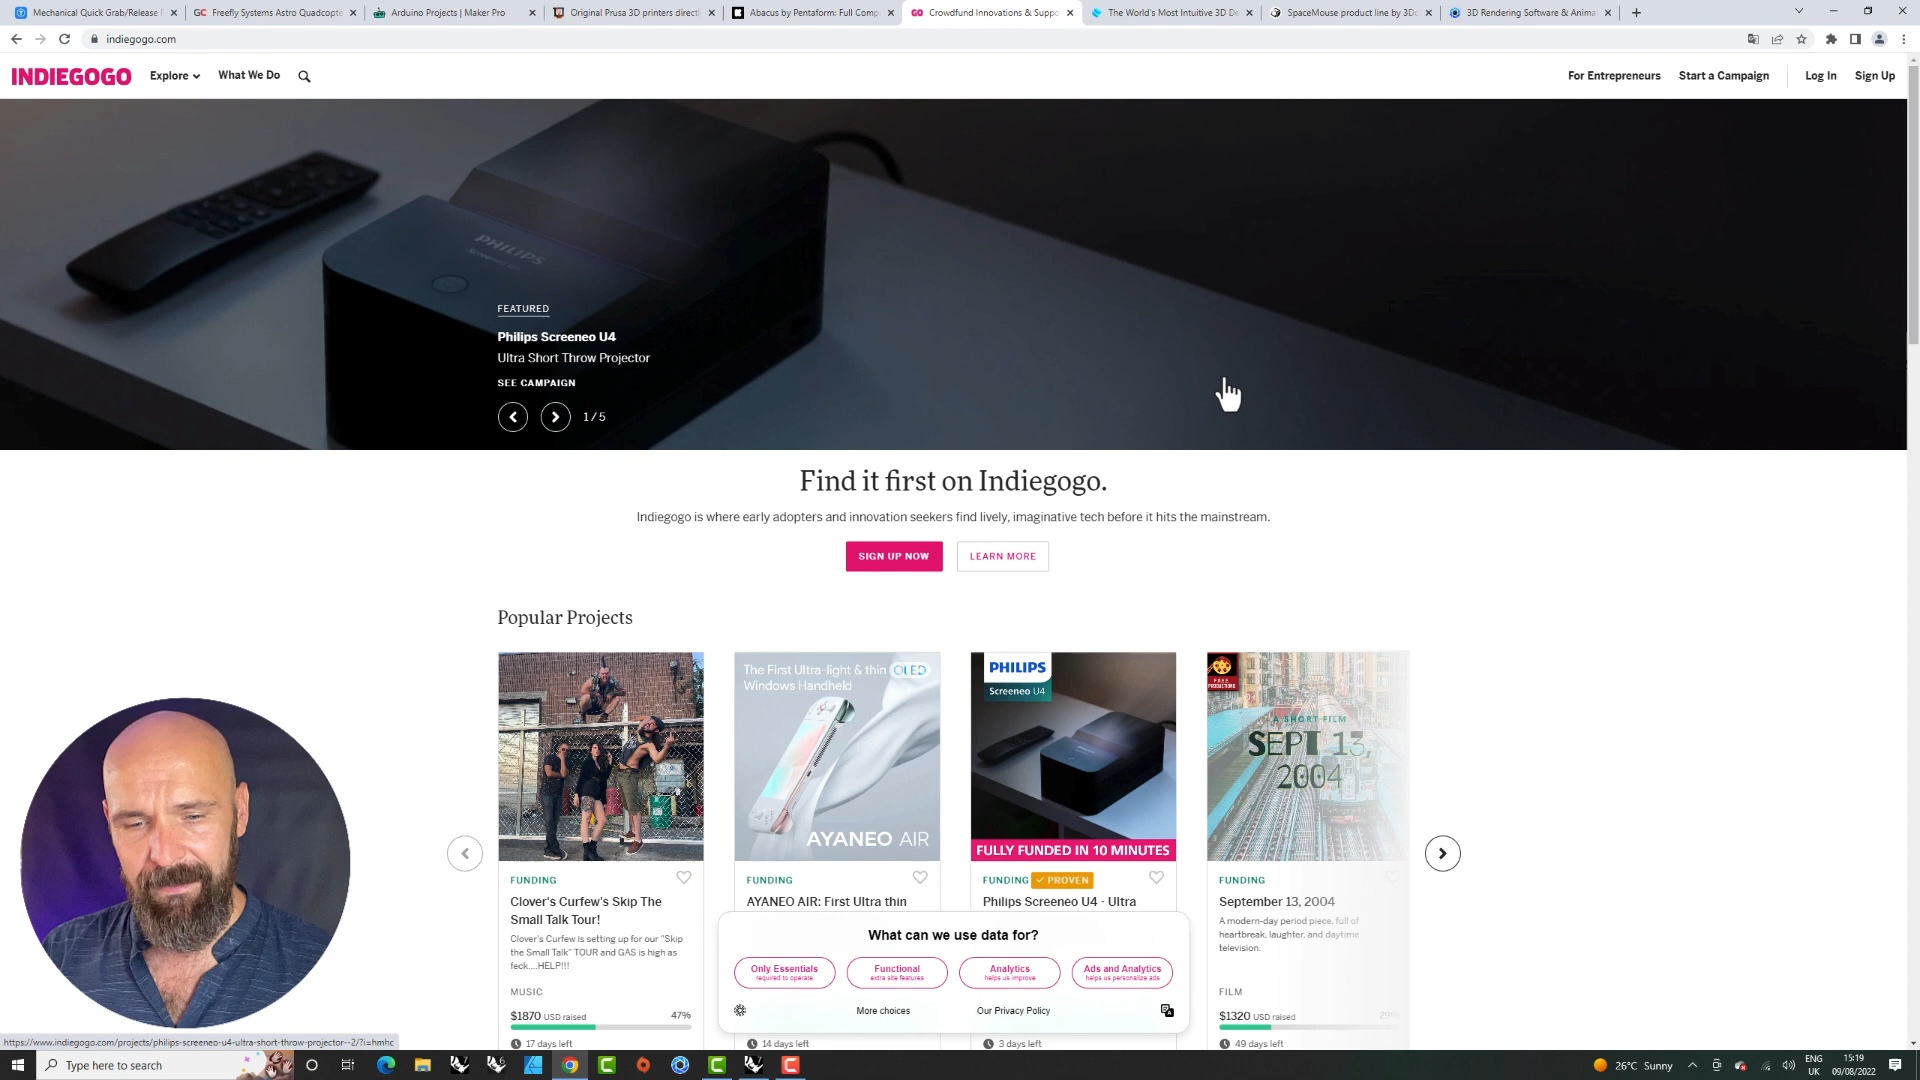 Mechanical Quick Grab/Release
GC Freefly Systems Astro Quadcopte
Arduino Projects | Maker Pro
Original Prusa 3D printers directl
Abacus by Pentaform: Full Comp
GO Crowdfund Innovations & Suppo
The World's Most Intuitive 3D De
SpaceMouse product line by 3Dc
3D Rendering Software & Anima
indiegogo.com
INDIEGOGO
Explore
What We Do
For Entrepreneurs
Start a Campaign
Log In
Sign Up
PHILIPS
FEATURED
Philips Screeneo U4
Ultra Short Throw Projector
SEE CAMPAIGN
1/5
Find it first on Indiegogo.
Indiegogo is where early adopters and innovation seekers find lively, imaginative tech before it hits the mainstream.
SIGN UP NOW
LEARN MORE
Popular Projects
The First Ultra-light & thin OLED
Windows Handheld
AYANEO AIR
PHILIPS
Screeneo U4
FULLY FUNDED IN 10 MINUTES
A SHORT FILM
SEPT 13,
2004
FUNDING
Clover's Curfew's Skip The
Small Talk Tour!
Clover's Curfew is setting up for our "Skip
the Small Talk" TOUR and GAS is high as
feck....HELP!!!
MUSIC
$1870 USD raised
47%
17 days left
FUNDING
AYANEO AIR: First Ultra thin
14 days left
FUNDING
PROVEN
Philips Screeneo U4 - Ultra
3 days left
FUNDING
September 13, 2004
A modern-day period piece, full of
heartbreak, laughter, and daytime
television.
FILM
$1320 USD raised
29%
49 days left
What can we use data for?
Only Essentials
required to operate
Functional
extra site features
Analytics
helps us improve
Ads and Analytics
helps us personalize ads
More choices
Our Privacy Policy
https://www.indiegogo.com/projects/philips-screeneo-u4-ultra-short-throw-projector--2/?i=hmhc
Type here to search
26°C Sunny
ENG
UK
15:19
09/08/2022